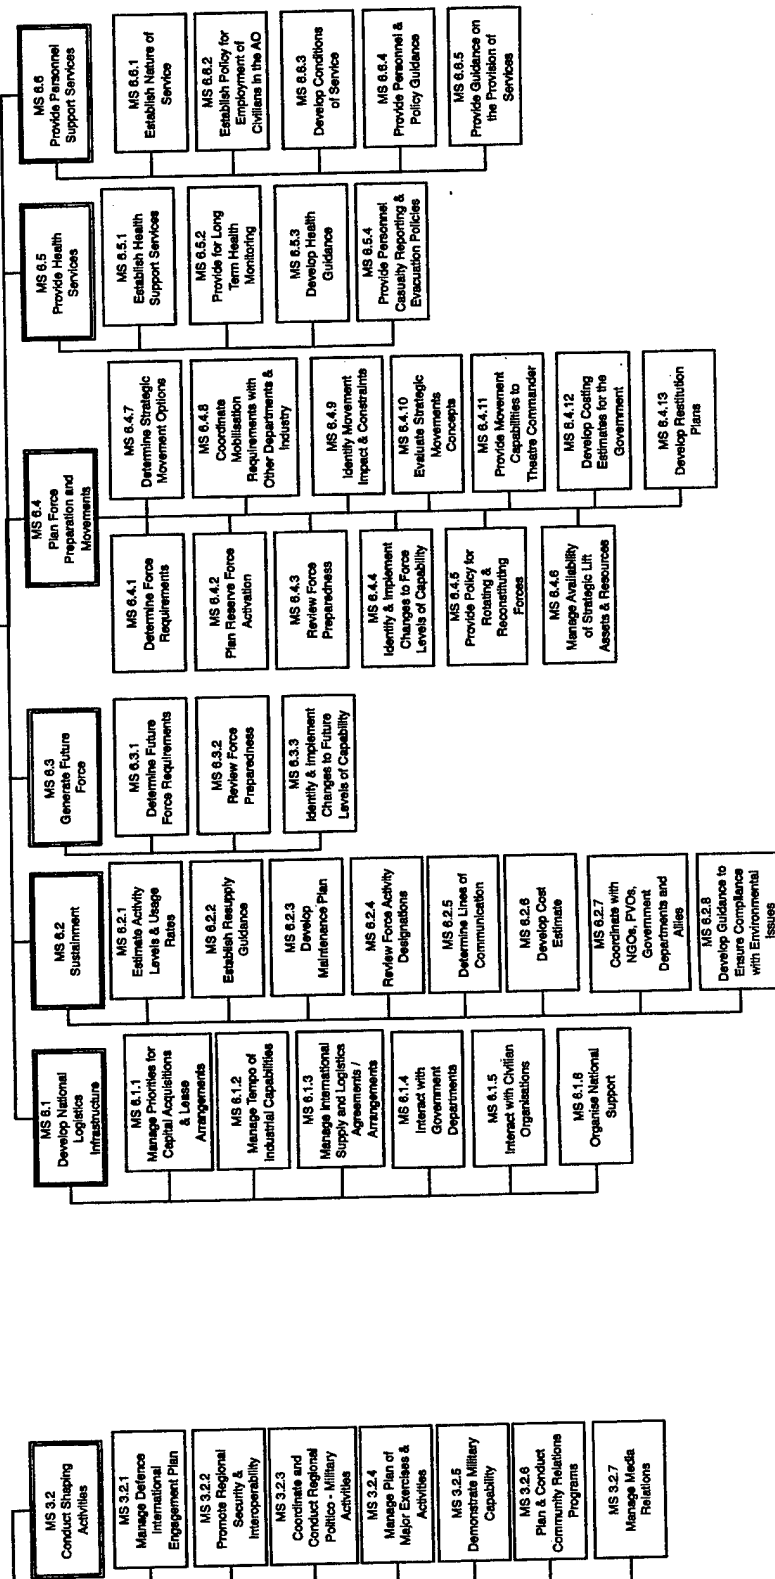 MS 3.2
Conduct Shaping
Activities
MS 3.2.1
Manage Defence
International
Engegement Plan
MS 3.2.2
Promote Regional
Security &
Interoperability
MS 3.2.3
Coordinate and
Conduct Regional
Politico - Military
Activities
MS 3.2.4
Manage Plan of
Major Exercises &
Activities
MS 3.2.5
Demonstrate Military
Capability
MS 3.2.6
Plan & Conduct
Community Relations
Programs
MS 3.2.7
Manage Media
Relations
MS 6.1
Develop National
Logistics
Infrastructure
MS 6.1.1
Manage Priorities for
Capital Acquisitions
& Lease
Arrangements
MS 6.1.2
Manage Tempo of
Industrial Capabilities
MS 6.1.3
Manage International
Supply and Logistics
Agreements /
Arrangements
MS 6.1.4
Interact with
Government
Departments
MS 6.1.5
Interact with Civilian
Organisations
MS 6.1.6
Organise National
Support
MS 6.2
Sustainment
MS 6.2.1
Estimate Activity
Levels & Usage
Rates
MS 6.2.2
Establish Resupply
Guidance
MS 6.2.3
Develop
Maintenance Plan
MS 6.2.4
Review Force Activity
Designations
MS 6.2.5
Determine Lines of
Communication
MS 6.2.6
Develop Cost
Estimate
MS 6.2.7
Coordinate with
NGOs, PVOs,
Government
Departments and
Allies
MS 6.2.8
Develop Guidance to
Ensure Compliance
with Environmental
Issues
MS 6.3
Generate Future
Force
MS 6.3.1
Determine Future
Force Requirements
MS 6.3.2
Review Force
Preparedness
MS 6.3.3
Identify & Implement
Changes to Future
Levels of Capability
MS 6.4
Plan Force
Preparation and
Movements
MS 6.4.1
Determine Force
Requirements
MS 6.4.2
Plan Reserve Force
Activation
MS 6.4.3
Review Force
Preparedness
MS 6.4.4
Identify & Implement
Changes to Force
Levels of Capability
MS 6.4.5
Provide Policy for
Rotating &
Reconstituting
Forces
MS 6.4.6
Manage Availability
of Strategic Lift
Assets & Resources
MS 6.4.7
Determine Strategic
Movement Options
MS 6.4.8
Coordinate
Mobilisation
Requirements with
Other Departments &
Industry
MS 6.4.9
Identify Movement
Impact & Constraints
MS 6.4.10
Evaluate Strategic
Movements
Concepts
MS 6.4.11
Provide Movement
Capabilities to
Theatre Commander
MS 6.4.12
Develop Costing
Estimates for the
Government
MS 6.4.13
Develop Restitution
Plans
MS 6.5
Provide Health
Services
MS 6.5.1
Establish Health
Support Services
MS 6.5.2
Provide for Long
Term Health
Monitoring
MS 6.5.3
Develop Health
Guidance
MS 6.5.4
Provide Personnel
Casualty Reporting &
Evacuation Policies
MS 6.6
Provide Personnel
Support Services
MS 6.6.1
Establish Nature of
Service
MS 6.6.2
Establish Policy for
Employment of
Civilians in the AO
MS 6.6.3
Develop Conditions
of Service
MS 6.6.4
Provide Personnel &
Policy Guidance
MS 6.6.5
Provide Guidance on
the Provision of
Services